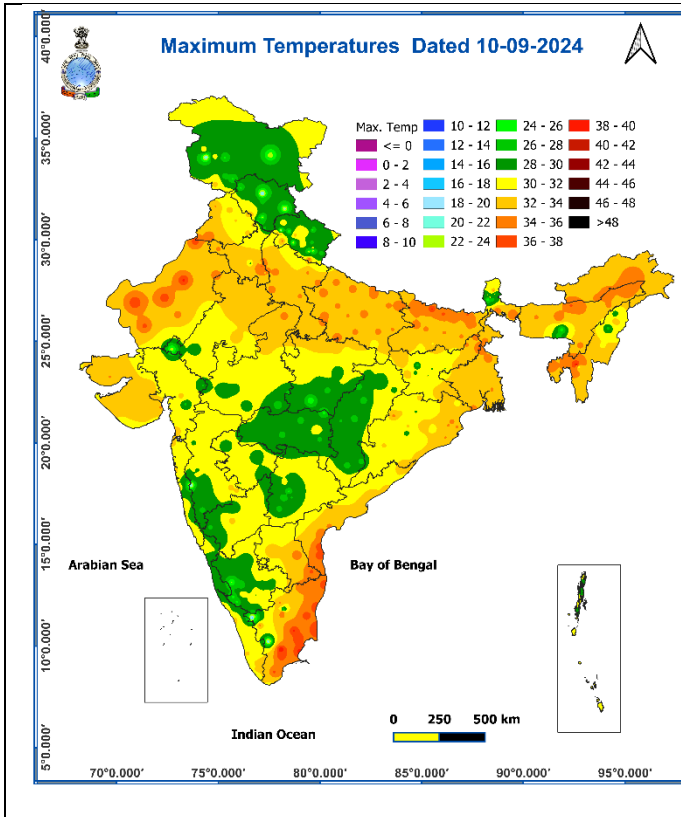 Maximum Temperatures Dated 10-09-2024
Max. Temp
<= 0
0 - 2
2 - 4
4 - 6
6 - 8
8 - 10
10 - 12
12 - 14
14 - 16
16 - 18
18 - 20
20 - 22
22 - 24
24 - 26
26 - 28
28 - 30
30 - 32
32 - 34
34 - 36
36 - 38
38 - 40
40 - 42
42 - 44
44 - 46
46 - 48
>48
40°0.000'
35°0.000'
30°0.000'
25°0.000'
20°0.000'
15°0.000'
10°0.000'
5°0.000'
Arabian Sea
Bay of Bengal
Indian Ocean
0 250 500 km
70°0.000' 75°0.000' 80°0.000' 85°0.000' 90°0.000' 95°0.000'